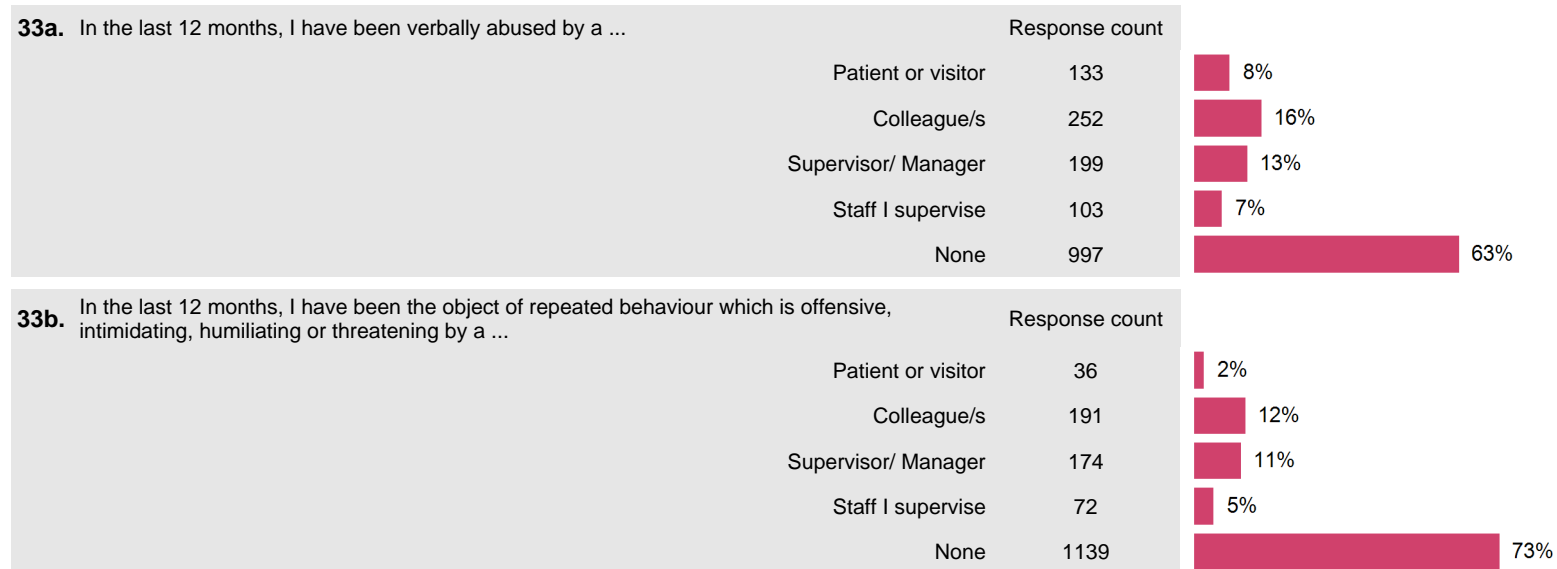 33a. In the last 12 months, I have been verbally abused by a ... Response count
Patient or visitor 133 8%
Colleague/s 252 16%
Supervisor/ Manager 199 13%
Staff I supervise 103 7%
None 997 63%
33b. In the last 12 months, I have been the object of repeated behaviour which is offensive,
intimidating, humiliating or threatening by a ... Response count
Patient or visitor 36 2%
Colleague/s 191 12%
Supervisor/ Manager 174 11%
Staff I supervise 72 5%
None 1139 73%